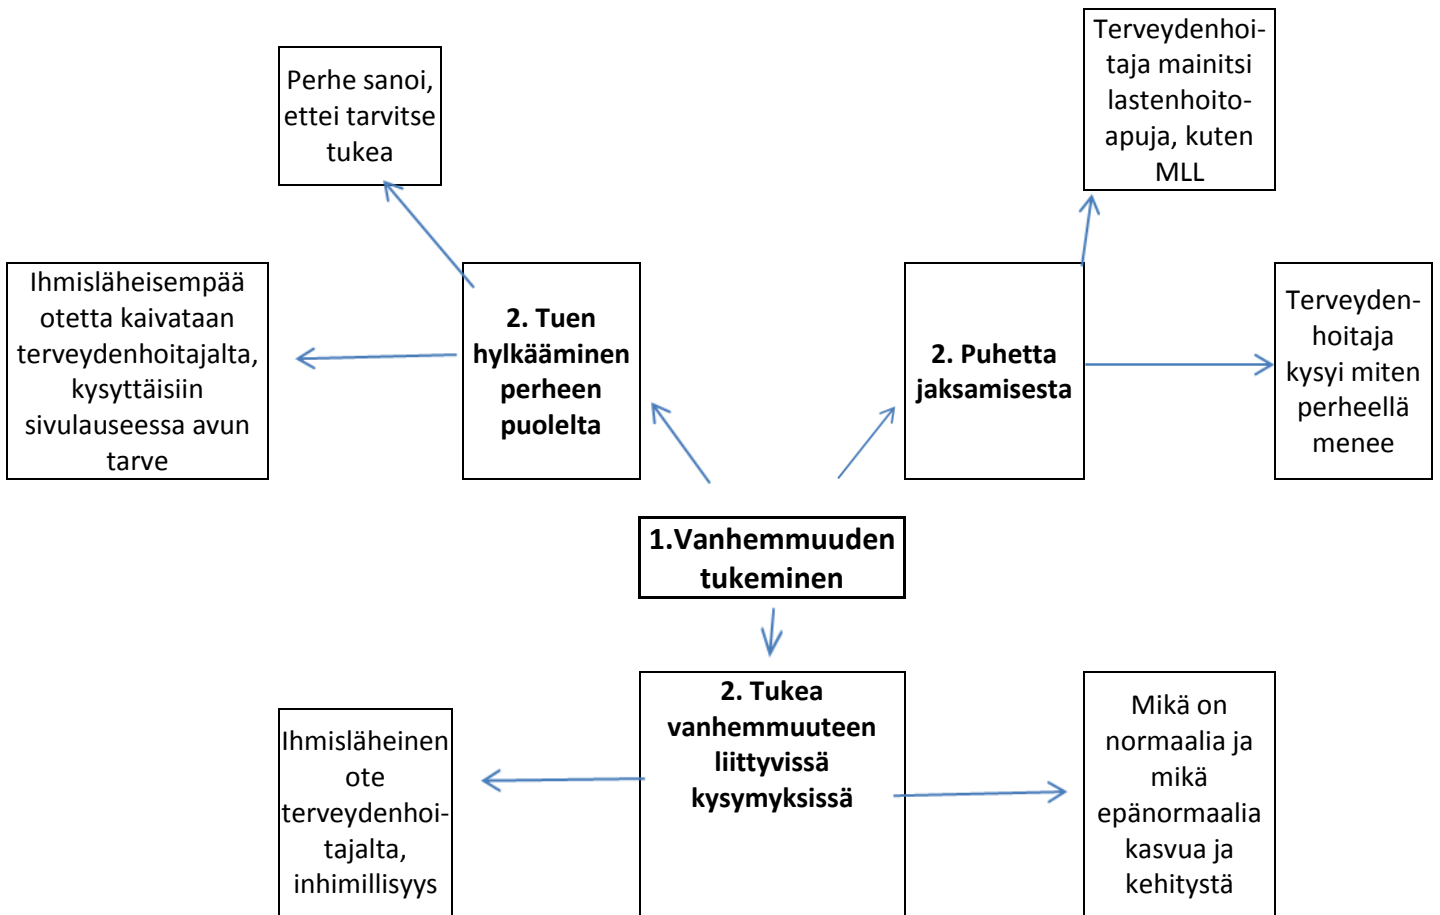 Perhe sanoi,
ettei tarvitse
tukea
Terveydenhoi-
taja mainitsi
lastenhoito-
apuja, kuten
MLL
Ihmisläheisempää
otetta kaivataan
terveydenhoitajalta,
kysyttäisiin
sivulauseessa avun
tarve
2. Tuen
hylkääminen
perheen
puolelta
2. Puhetta
jaksamisesta
Terveyden-
hoitaja
kysyi miten
perheellä
menee
1.Vanhemmuuden
tukeminen
Ihmisläheinen
ote
terveydenhoi-
tajalta,
inhimillisyys
2. Tukea
vanhemmuuteen
liittyvissä
kysymyksissä
Mikä on
normaalia ja
mikä
epänormaalia
kasvua ja
kehitystä